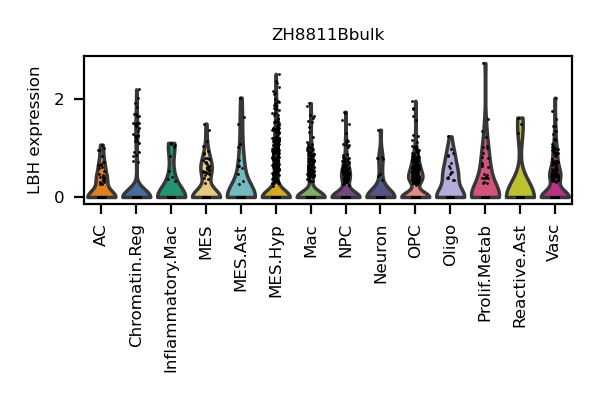 ZH8811Bbulk
LBH expression
2
0
AC
Chromatin.Reg
Inflammatory.Mac
MES
MES.Ast
MES.Hyp
Mac
NPC
Neuron
OPC
Oligo
Prolif.Metab
Reactive.Ast
Vasc